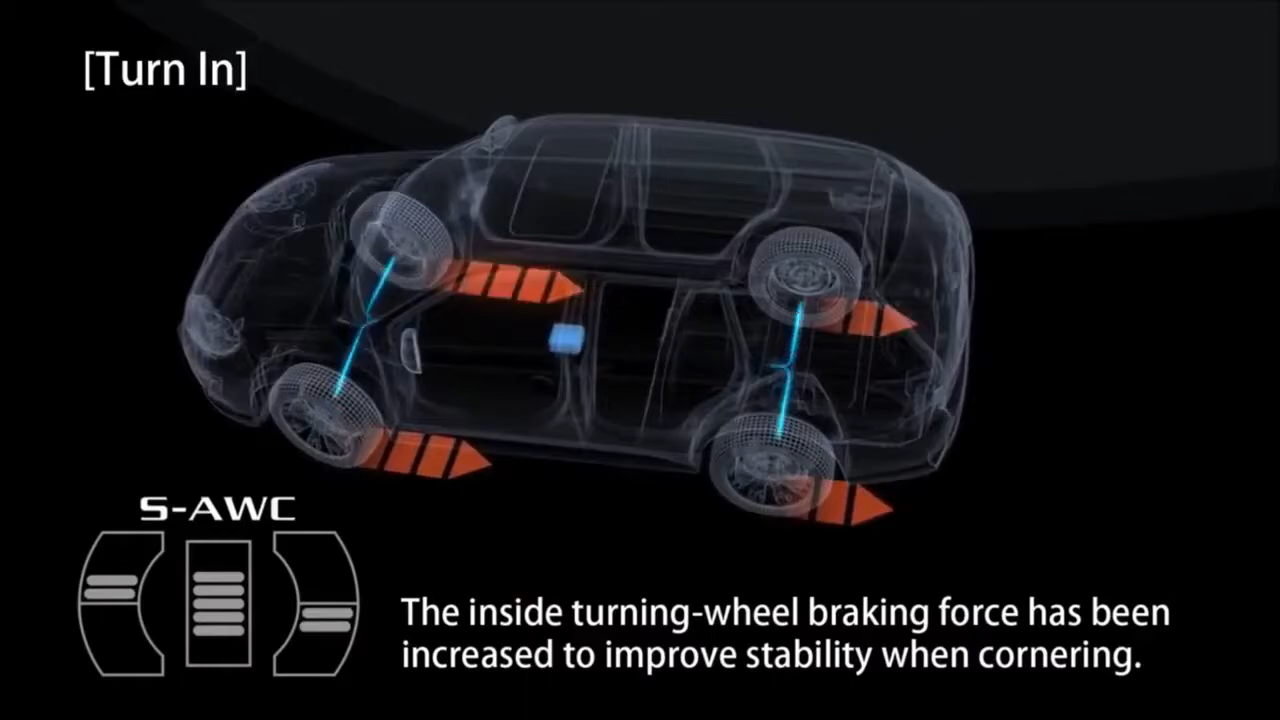 [Turn In]
S-AWC
The inside turning-wheel braking force has been
increased to improve stability when cornering.